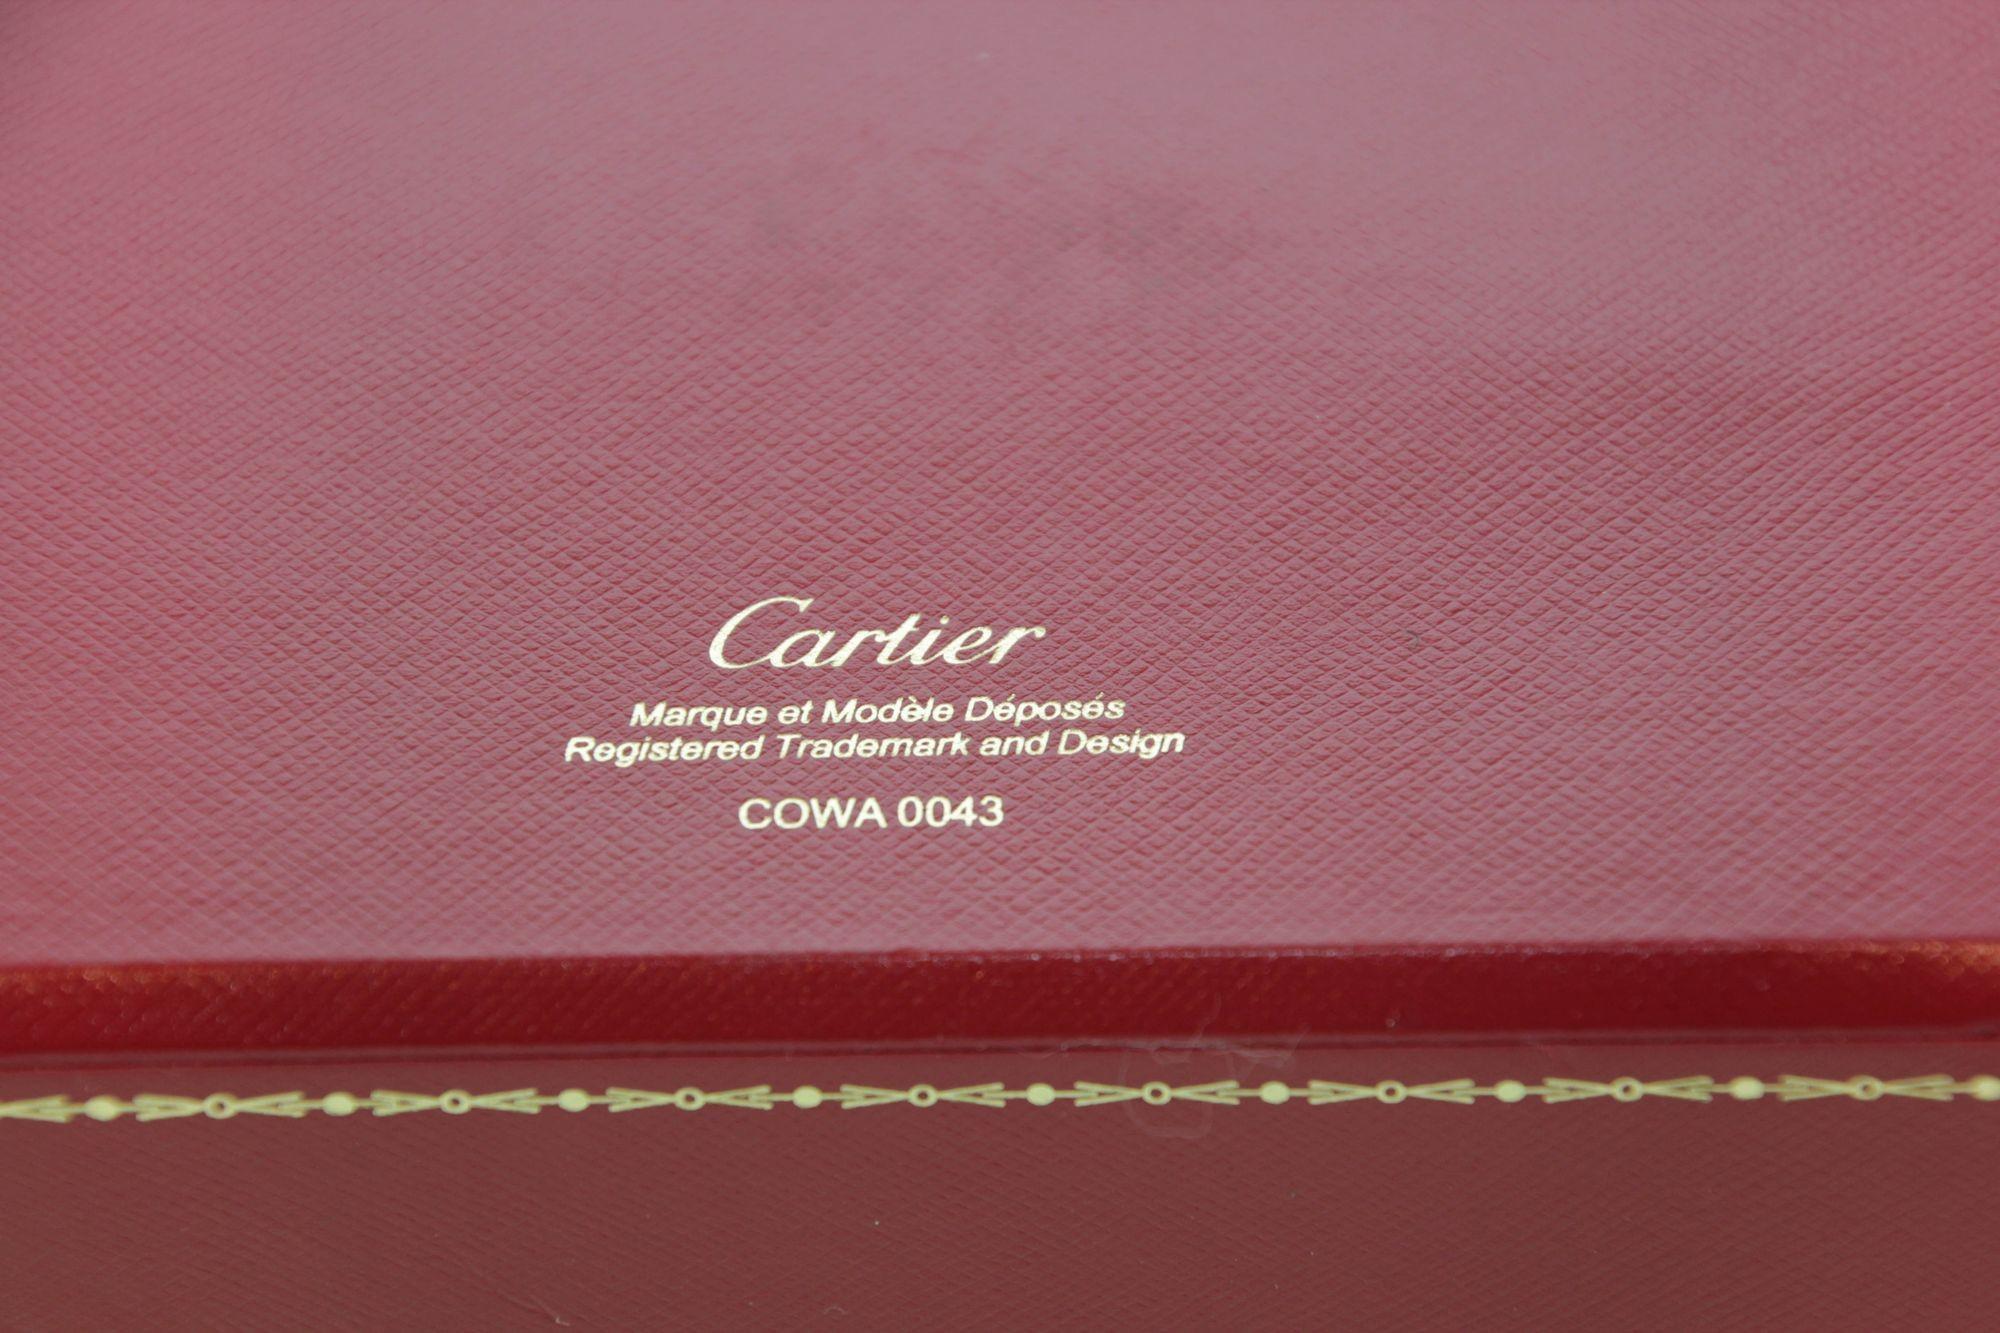 Cartier
Marque et Modèle Déposés
Registered Trademark and Design
COWA 0043